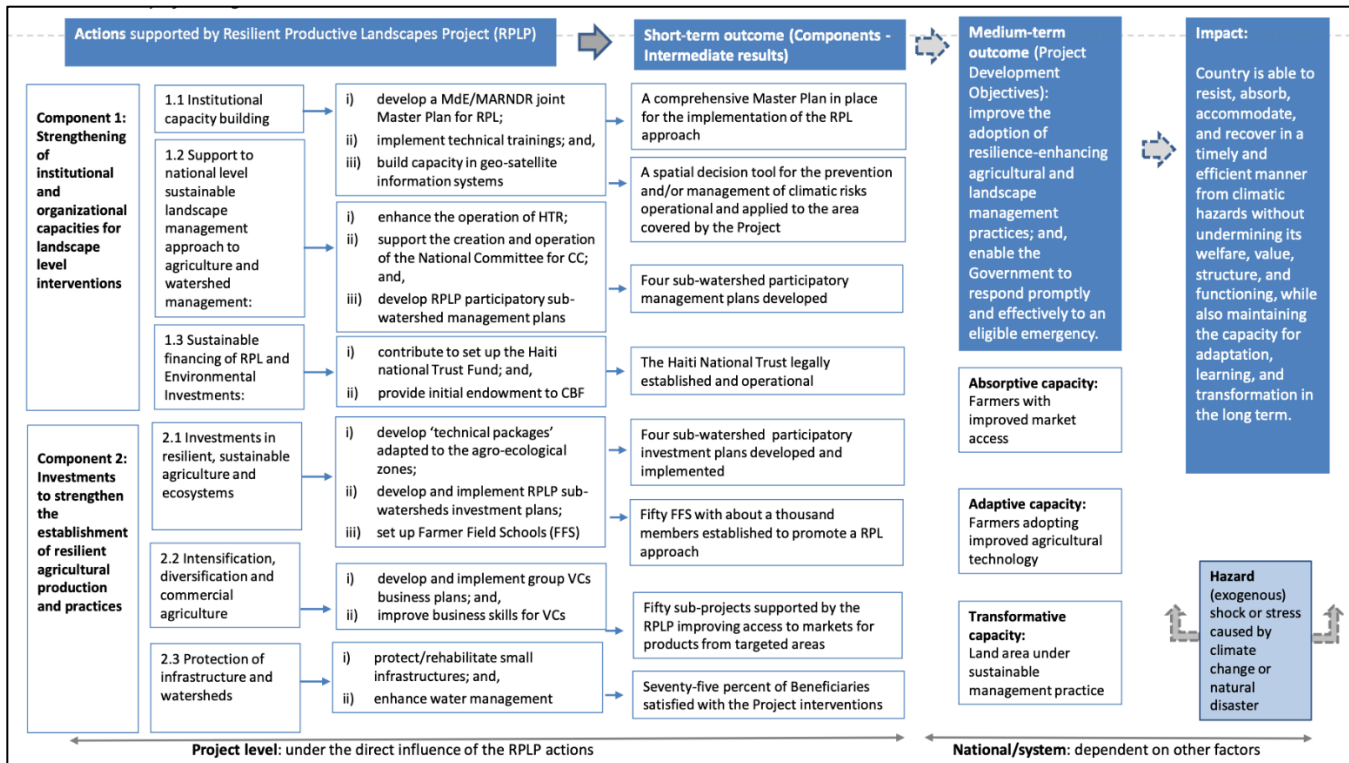 Actions supported by Resilient Productive Landscapes Project (RPLP)
Short-term outcome (Components -
Intermediate results)
Medium-term
outcome (Project
Development
Objectives):
improve the
adoption of
resilience-enhancing
agricultural and
landscape
management
practices; and,
enable the
Government to
respond promptly
and effectively to an
eligible emergency.
Impact:
Country is able to
resist, absorb,
accommodate,
and recover in a
timely and
efficient manner
from climatic
hazards without
undermining its
welfare, value,
structure, and
functioning, while
also maintaining
the capacity for
adaptation,
learning, and
transformation in
the long term.
Component 1:
Strengthening
of
institutional
and
organizational
capacities for
landscape
level
interventions
1.1 Institutional
capacity building
i) develop a MdE/MARNDR joint
Master Plan for RPL;
ii) implement technical trainings; and,
iii) build capacity in geo-satellite
information systems
A comprehensive Master Plan in place
for the implementation of the RPL
approach
1.2 Support to
national level
sustainable
landscape
management
approach to
agriculture and
watershed
management:
i) enhance the operation of HTR;
ii) support the creation and operation
of the National Committee for CC;
and,
iii) develop RPLP participatory sub-
watershed management plans
A spatial decision tool for the prevention
and/or management of climatic risks
operational and applied to the area
covered by the Project
Four sub-watershed participatory
management plans developed
1.3 Sustainable
financing of RPL and
Environmental
Investments:
i) contribute to set up the Haiti
national Trust Fund; and,
ii) provide initial endowment to CBF
The Haiti National Trust legally
established and operational
Component 2:
Investments
to strengthen
the
establishment
of resilient
agricultural
production
and practices
2.1 Investments in
resilient, sustainable
agriculture and
ecosystems
i) develop ‘technical packages’
adapted to the agro-ecological
zones;
ii) develop and implement RPLP sub-
watersheds investment plans;
iii) set up Farmer Field Schools (FFS)
Four sub-watershed participatory
investment plans developed and
implemented
Fifty FFS with about a thousand
members established to promote a RPL
approach
2.2 Intensification,
diversification and
commercial
agriculture
i) develop and implement group VCs
business plans; and,
ii) improve business skills for VCs
Fifty sub-projects supported by the
RPLP improving access to markets for
products from targeted areas
2.3 Protection of
infrastructure and
watersheds
i) protect/rehabilitate small
infrastructures; and,
ii) enhance water management
Seventy-five percent of Beneficiaries
satisfied with the Project interventions
Absorptive capacity:
Farmers with
improved market
access
Adaptive capacity:
Farmers adopting
improved agricultural
technology
Transformative
capacity:
Land area under
sustainable
management practice
Hazard
(exogenous)
shock or stress
caused by
climate
change or
natural
disaster
Project level: under the direct influence of the RPLP actions
National/system: dependent on other factors